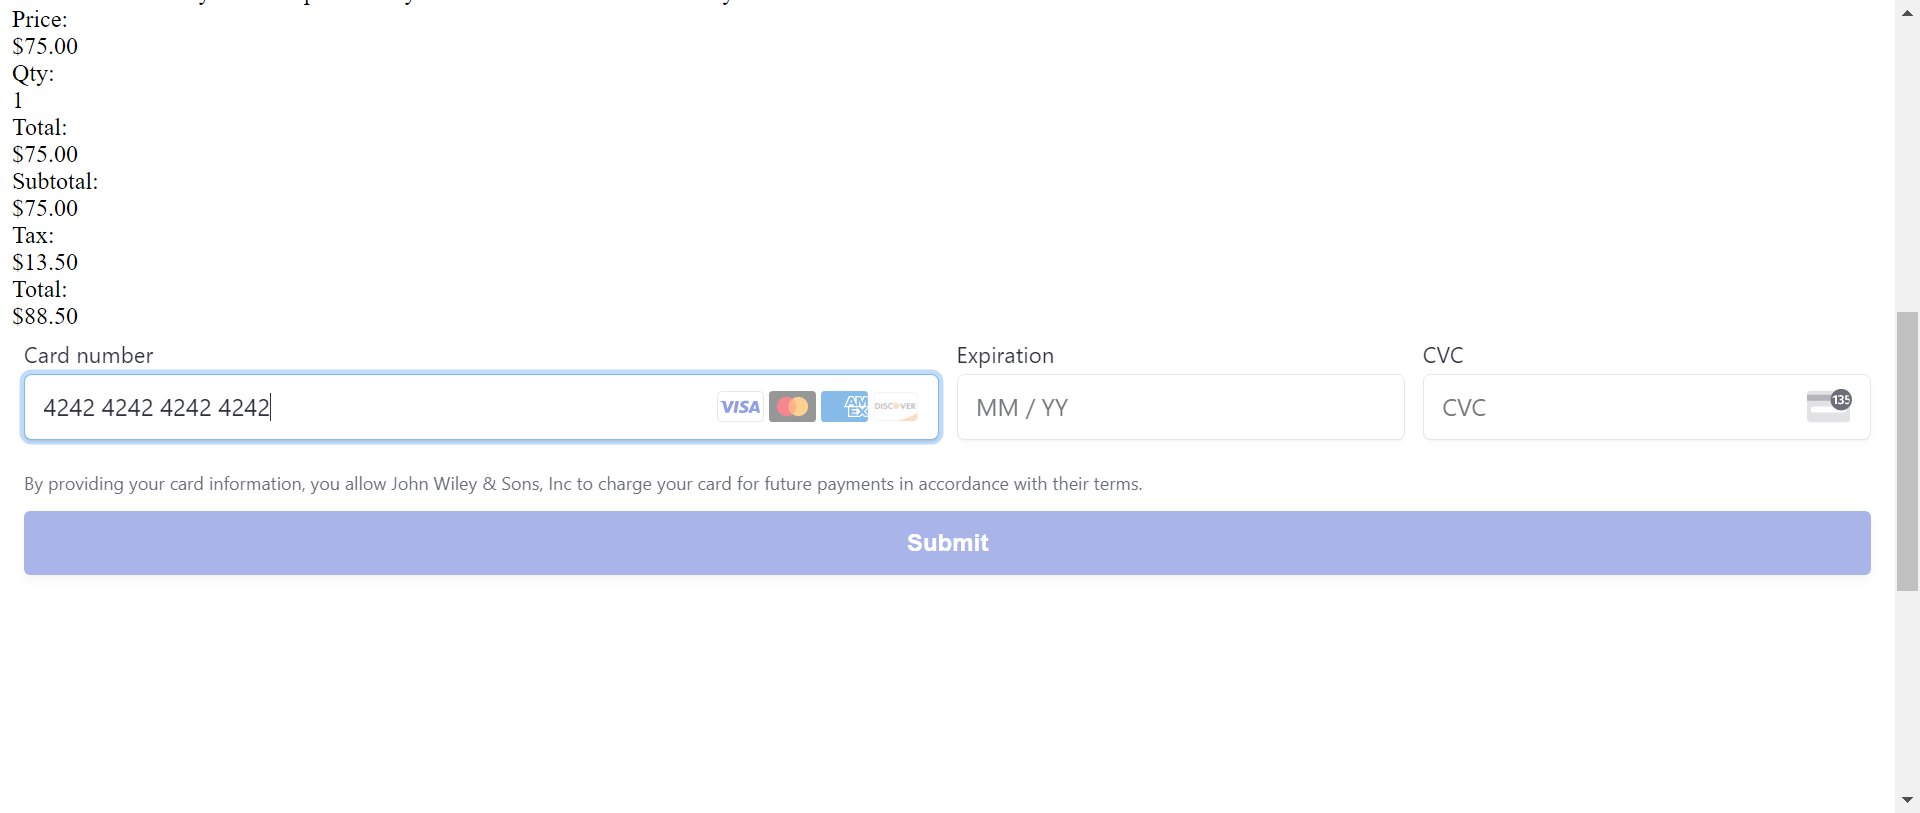 Price:
$75.00
Qty:
1
Total:
$75.00
Subtotal:
$75.00
Tax:
$13.50
Total:
$88.50
Card number Expiration CVC
4242 4242 4242 4242 VISA AM EX DISCOVER MM / YY CVC 135
By providing your card information, you allow John Wiley & Sons, Inc to charge your card for future payments in accordance with their terms.
Submit